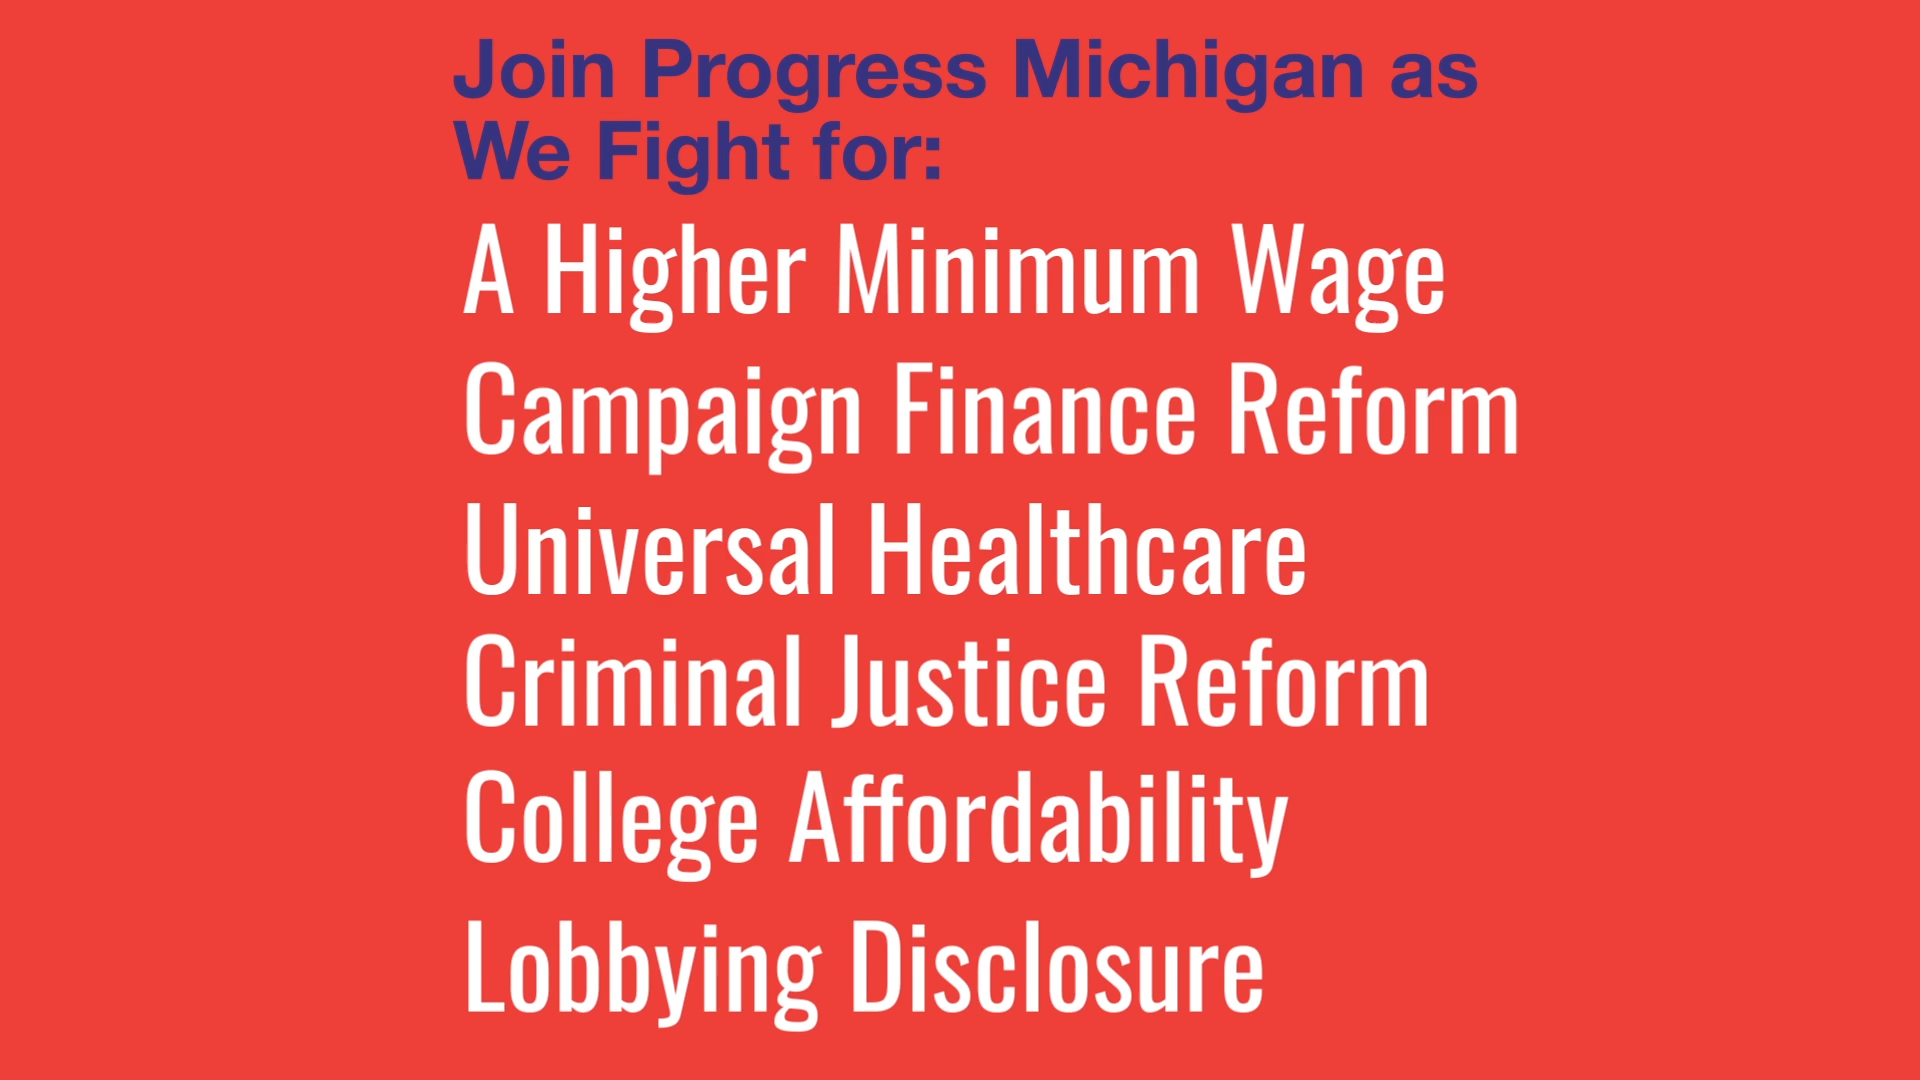 Join Progress Michigan as
We Fight for:
A Higher Minimum Wage
Campaign Finance Reform
Universal Healthcare
Criminal Justice Reform
College Affordability
Lobbying Disclosure